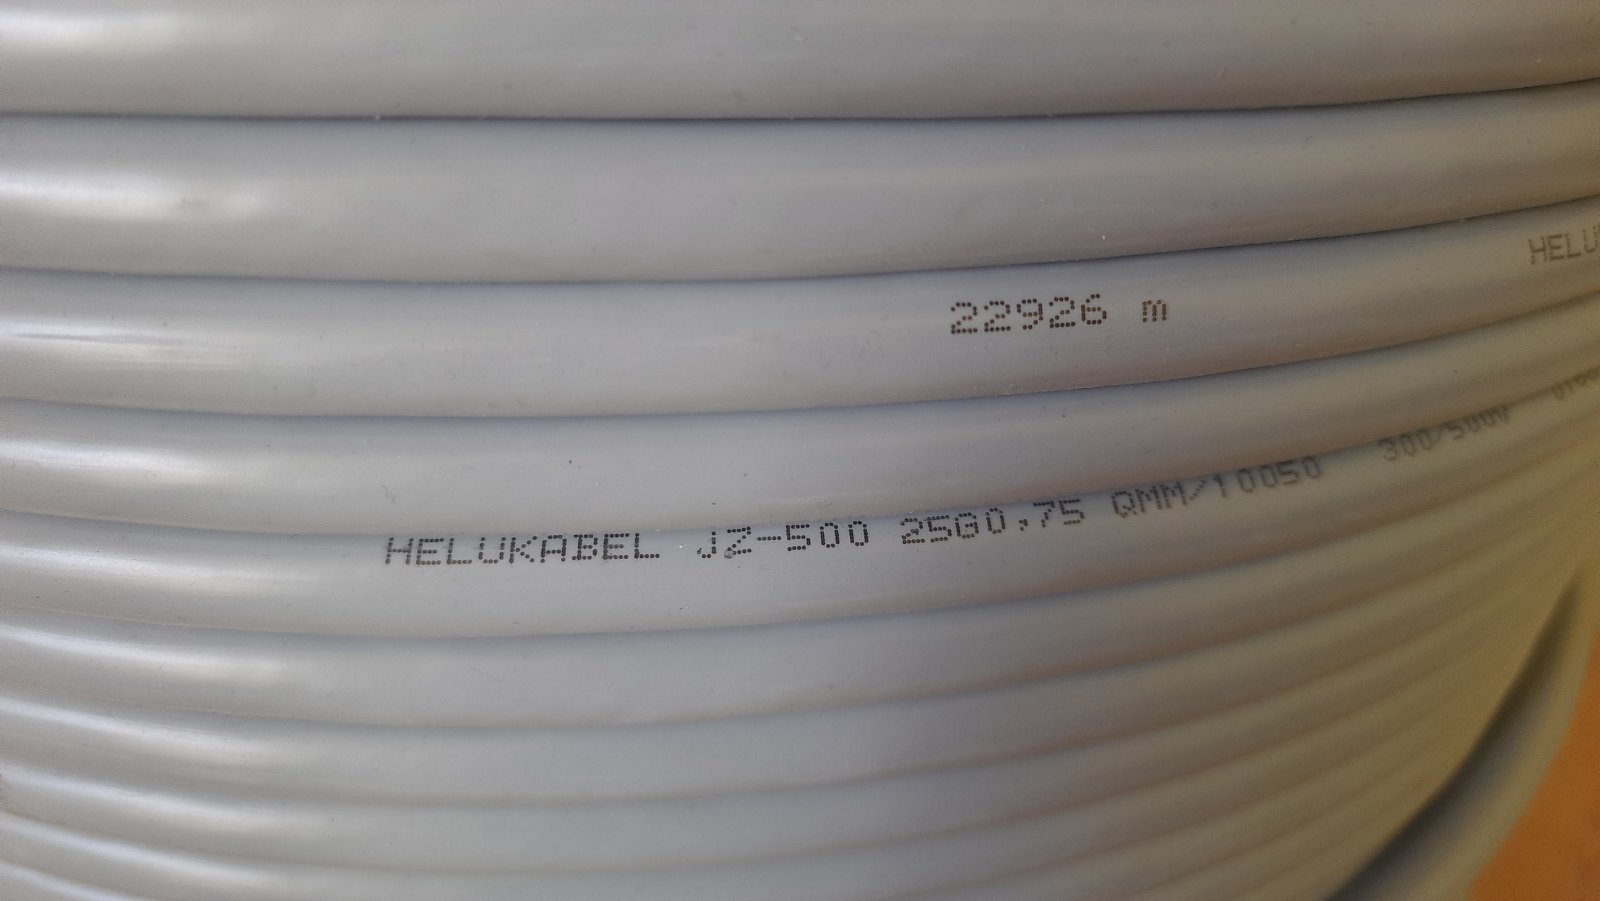 22926 m
HELU
HELUKABEL JZ-500 25G0,75 QMM/10050 300/500V